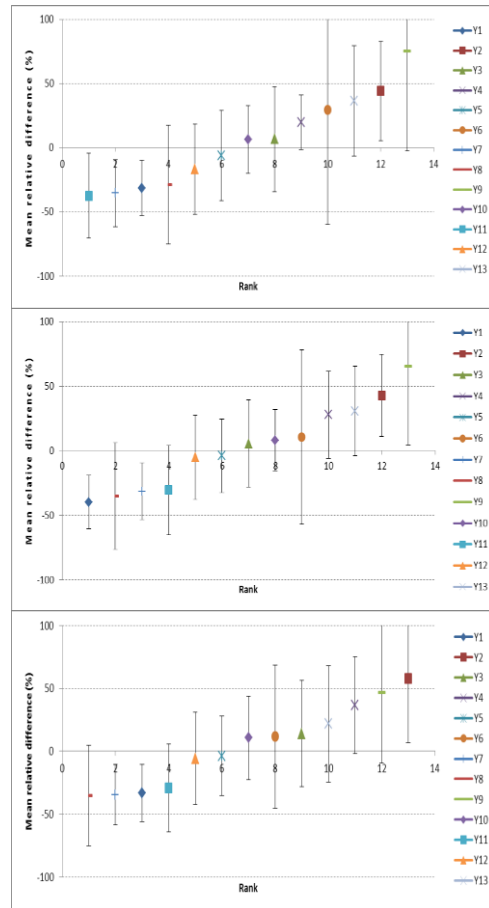 100
50
0
-50
-100
0 2 4 6 8 10 12 14
Mean relative difference (%)
Rank
Y1
Y2
Y3
Y4
Y5
Y6
Y7
Y8
Y9
Y10
Y11
Y12
Y13
100
50
0
-50
-100
0 2 4 6 8 10 12 14
Mean relative difference (%)
Rank
Y1
Y2
Y3
Y4
Y5
Y6
Y7
Y8
Y9
Y10
Y11
Y12
Y13
100
50
0
-50
-100
0 2 4 6 8 10 12 14
Mean relative difference (%)
Rank
Y1
Y2
Y3
Y4
Y5
Y6
Y7
Y8
Y9
Y10
Y11
Y12
Y13